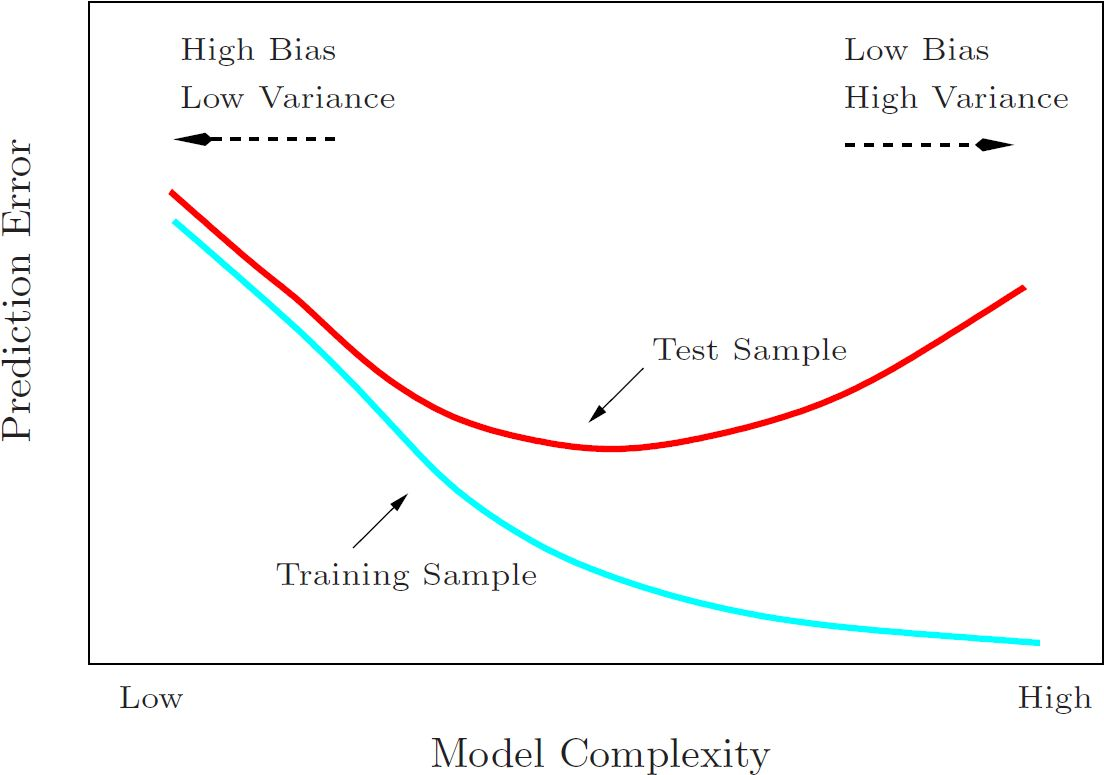 High Bias
Low Variance
Low Bias
High Variance
Prediction Error
Test Sample
Training Sample
Low
High
Model Complexity